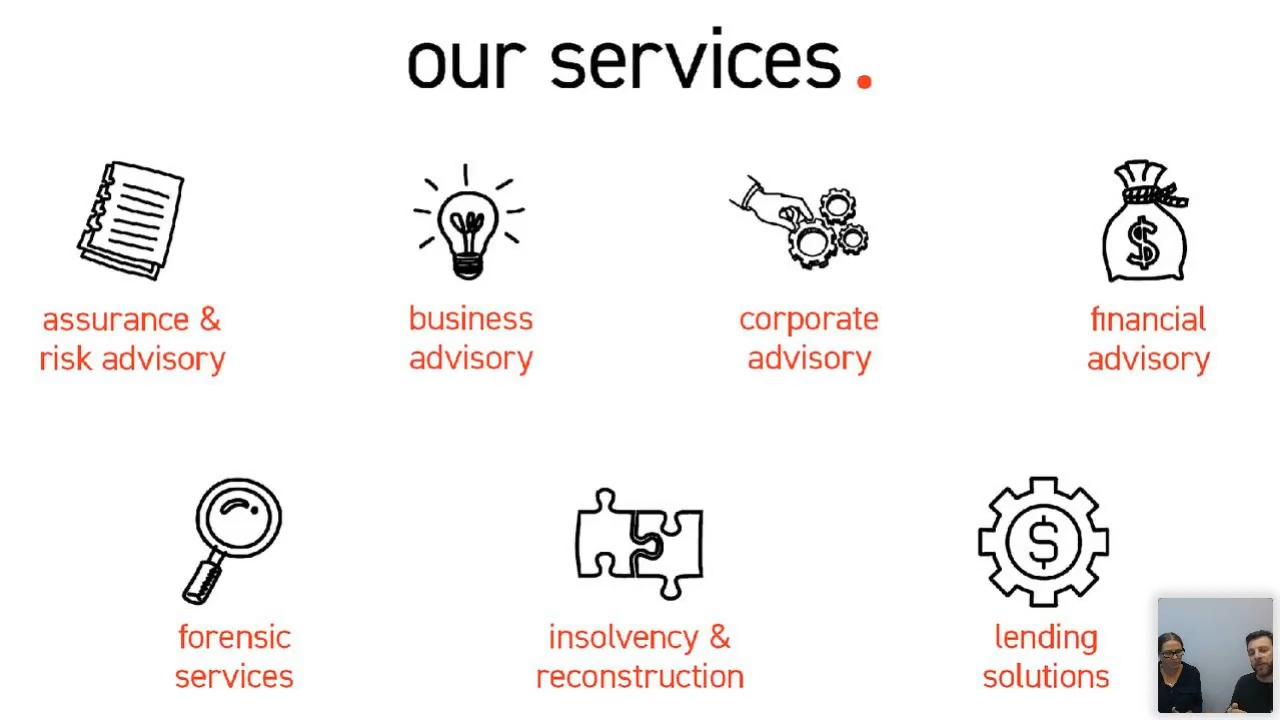 our services.
assurance &
risk advisory
business
advisory
corporate
advisory
$
financial
advisory
forensic
services
insolvency &
reconstruction
$
lending
solutions